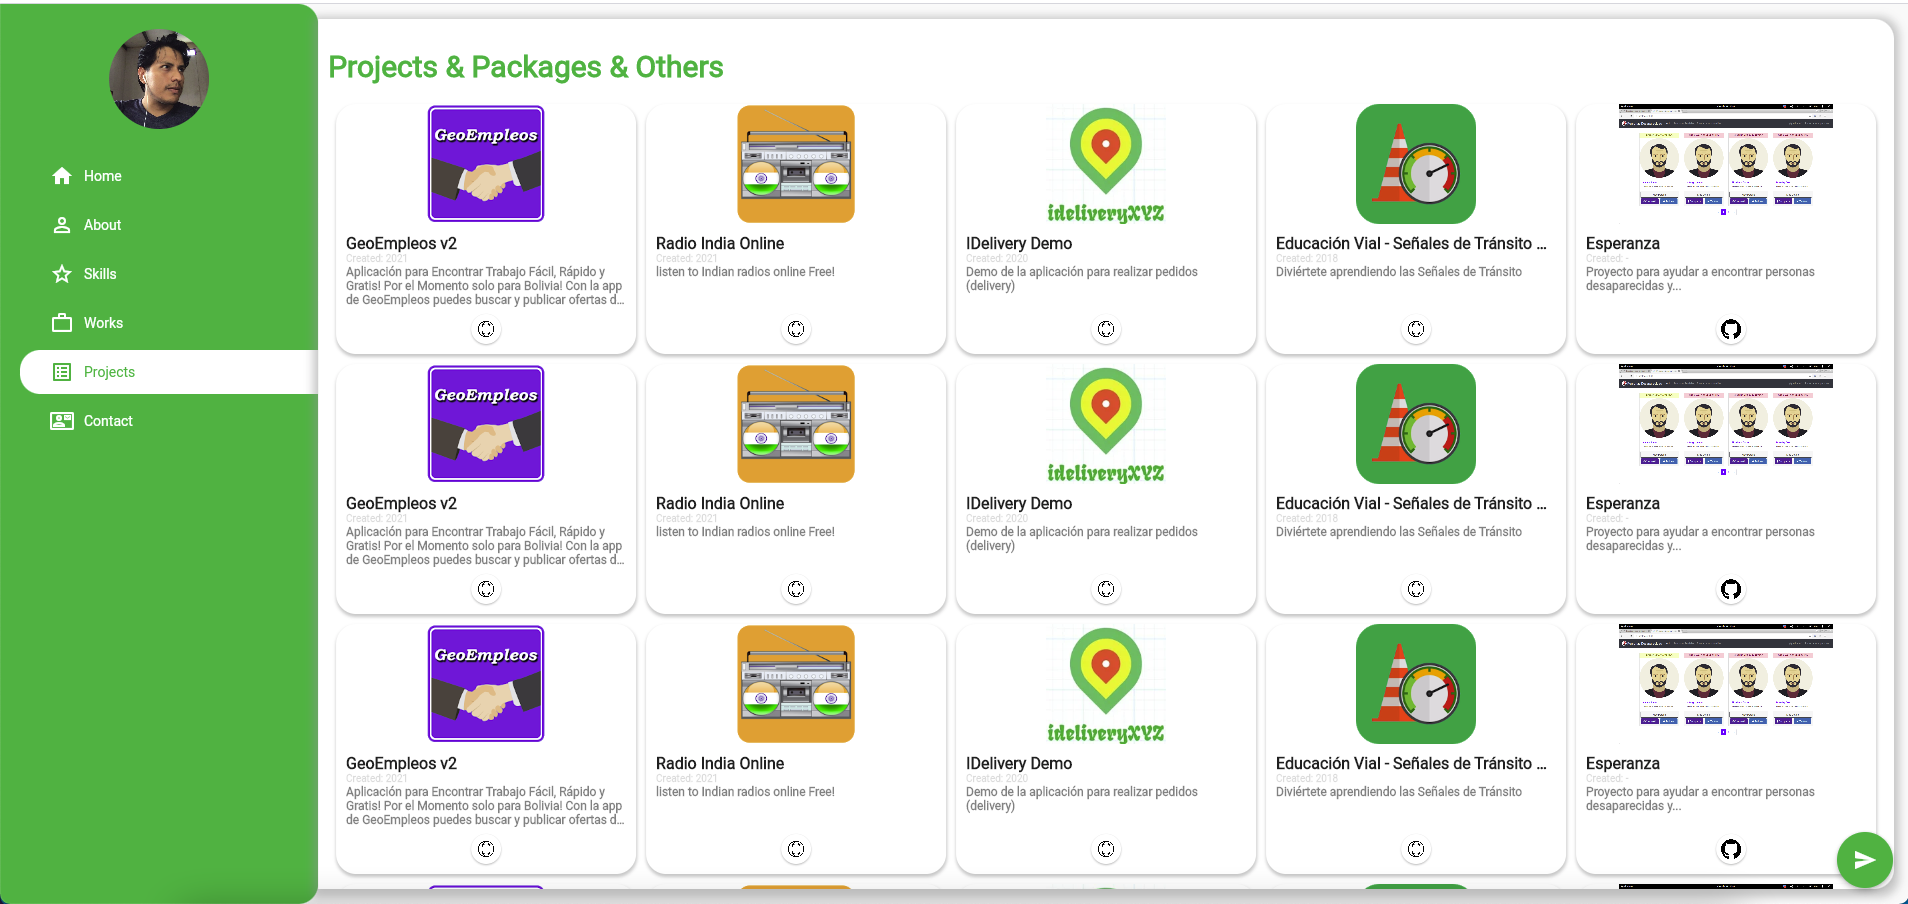 Projects & Packages & Others
Home
About
Skills
Works
Projects
Contact
GeoEmpleos
GeoEmpleos v2
Created: 2021
Aplicación para Encontrar Trabajo Fácil, Rápido y
Gratis! Por el Momento solo para Bolivia! Con la app
de GeoEmpleos puedes buscar y publicar ofertas d...
Radio India Online
Created: 2021
listen to Indian radios online Free!
ideliveryXYZ
IDelivery Demo
Created: 2020
Demo de la aplicación para realizar pedidos
(delivery)
Educación Vial - Señales de Tránsito ...
Created: 2018
Diviértete aprendiendo las Señales de Tránsito
Esperanza
Created: -
Proyecto para ayudar a encontrar personas
desaparecidas y...
GeoEmpleos
GeoEmpleos v2
Created: 2021
Aplicación para Encontrar Trabajo Fácil, Rápido y
Gratis! Por el Momento solo para Bolivia! Con la app
de GeoEmpleos puedes buscar y publicar ofertas d...
Radio India Online
Created: 2021
listen to Indian radios online Free!
ideliveryXYZ
IDelivery Demo
Created: 2020
Demo de la aplicación para realizar pedidos
(delivery)
Educación Vial - Señales de Tránsito ...
Created: 2018
Diviértete aprendiendo las Señales de Tránsito
Esperanza
Created: -
Proyecto para ayudar a encontrar personas
desaparecidas y...
GeoEmpleos
GeoEmpleos v2
Created: 2021
Aplicación para Encontrar Trabajo Fácil, Rápido y
Gratis! Por el Momento solo para Bolivia! Con la app
de GeoEmpleos puedes buscar y publicar ofertas d...
Radio India Online
Created: 2021
listen to Indian radios online Free!
ideliveryXYZ
IDelivery Demo
Created: 2020
Demo de la aplicación para realizar pedidos
(delivery)
Educación Vial - Señales de Tránsito ...
Created: 2018
Diviértete aprendiendo las Señales de Tránsito
Esperanza
Created: -
Proyecto para ayudar a encontrar personas
desaparecidas y...